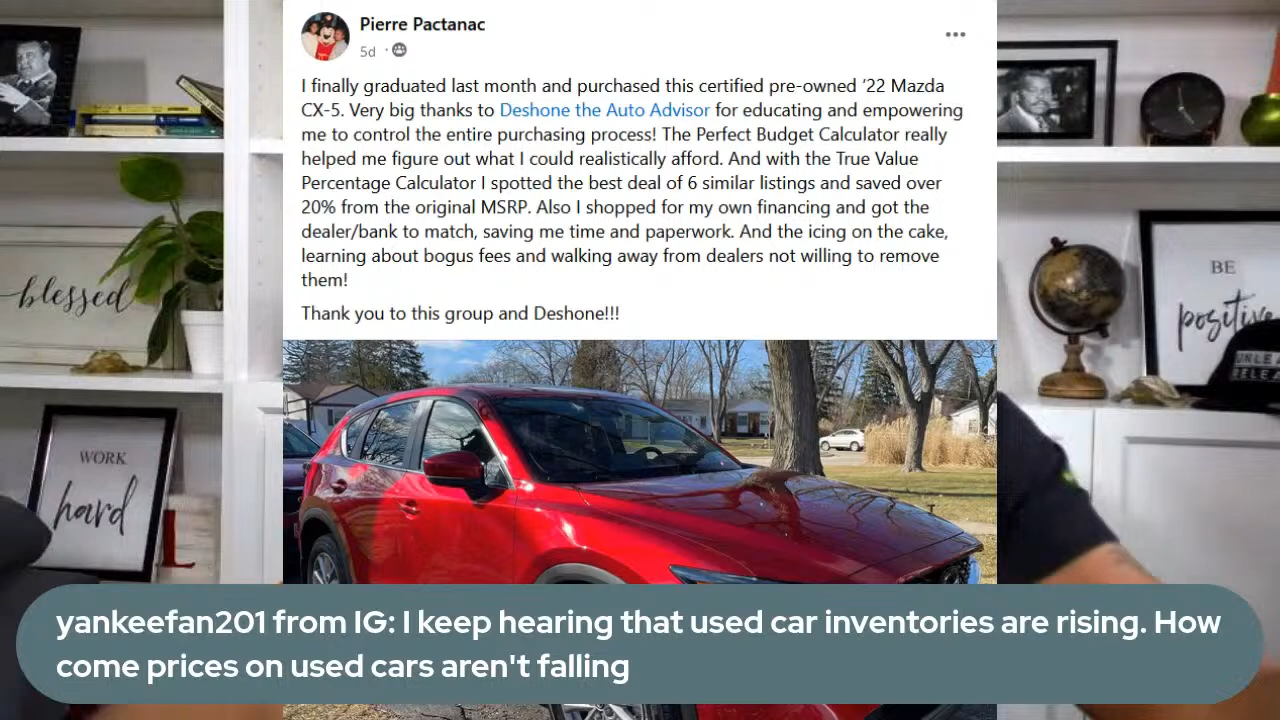 Pierre Pactanac
5d
I finally graduated last month and purchased this certified pre-owned ‘22 Mazda
CX-5. Very big thanks to Deshone the Auto Advisor for educating and empowering
me to control the entire purchasing process! The Perfect Budget Calculator really
helped me figure out what I could realistically afford. And with the True Value
Percentage Calculator I spotted the best deal of 6 similar listings and saved over
20% from the original MSRP. Also I shopped for my own financing and got the
dealer/bank to match, saving me time and paperwork. And the icing on the cake,
learning about bogus fees and walking away from dealers not willing to remove
them!
Thank you to this group and Deshone!!!
blessed
WORK
hard
L
BE
positive
yankeefan201 from IG: I keep hearing that used car inventories are rising. How
come prices on used cars aren't falling